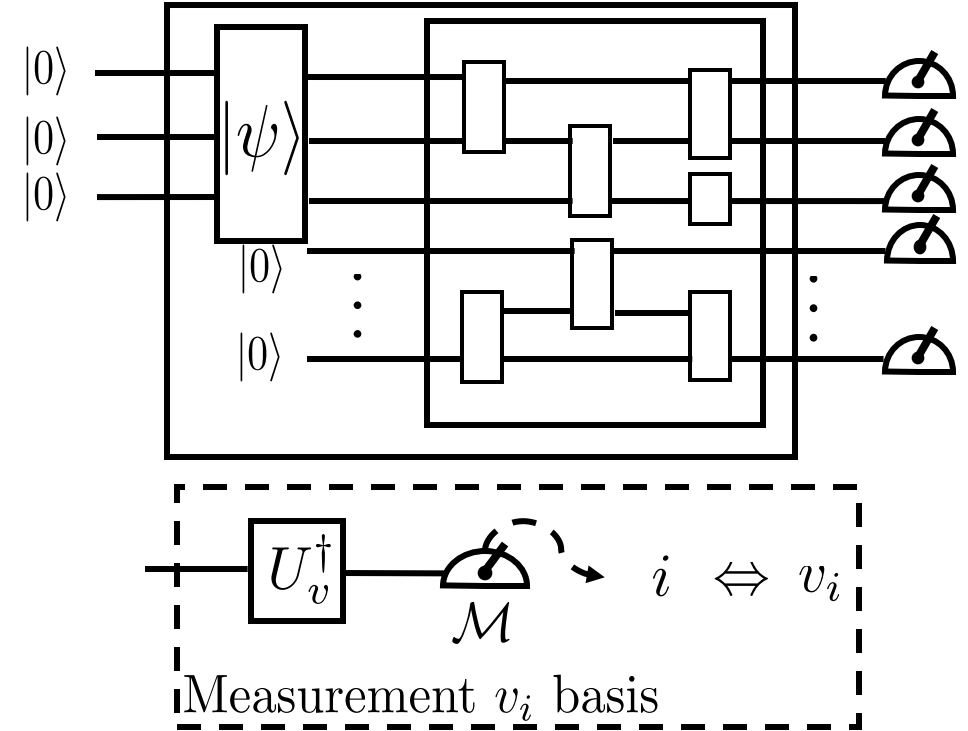 |0⟩
|0⟩
|0⟩
|ψ⟩
|0⟩
|0⟩
U_v^†
i ⇔ v_i
ℳ
Measurement v_i basis